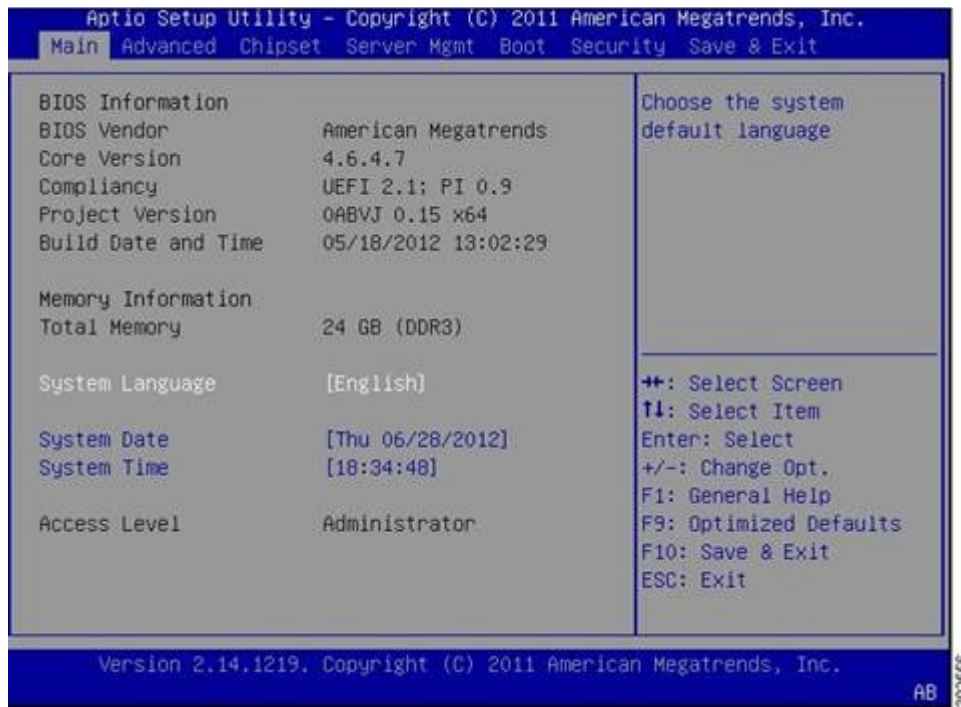 Aptio Setup Utility - Copyright (C) 2011 American Megatrends, Inc.
Main Advanced Chipset Server Mgmt Boot Security Save & Exit
BIOS Information
BIOS Vendor American Megatrends
Core Version 4.6.4.7
Compliancy UEFI 2.1; PI 0.9
Project Version 0ABVJ 0.15 x64
Build Date and Time 05/18/2012 13:02:29
Memory Information
Total Memory 24 GB (DDR3)
System Language [English]
System Date [Thu 06/28/2012]
System Time [18:34:48]
Access Level Administrator
Choose the system
default language
→←: Select Screen
↑↓: Select Item
Enter: Select
+/-: Change Opt.
F1: General Help
F9: Optimized Defaults
F10: Save & Exit
ESC: Exit
Version 2.14.1219. Copyright (C) 2011 American Megatrends, Inc.
AB